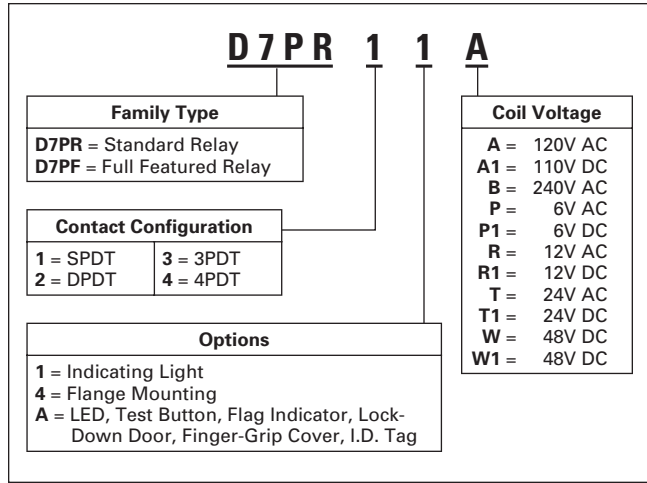 D7PR 1 1 A
Family Type
D7PR = Standard Relay
D7PF = Full Featured Relay
Contact Configuration
1 = SPDT
2 = DPDT
3 = 3PDT
4 = 4PDT
Options
1 = Indicating Light
4 = Flange Mounting
A = LED, Test Button, Flag Indicator, Lock-
Down Door, Finger-Grip Cover, I.D. Tag
Coil Voltage
A = 120V AC
A1 = 110V DC
B = 240V AC
P = 6V AC
P1 = 6V DC
R = 12V AC
R1 = 12V DC
T = 24V AC
T1 = 24V DC
W = 48V DC
W1 = 48V DC